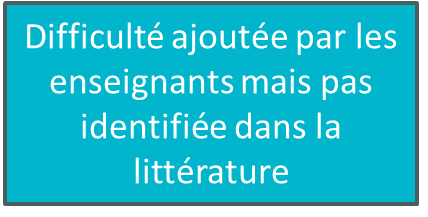 Difficulté ajoutée par les
enseignants mais pas
identifiée dans la
littérature